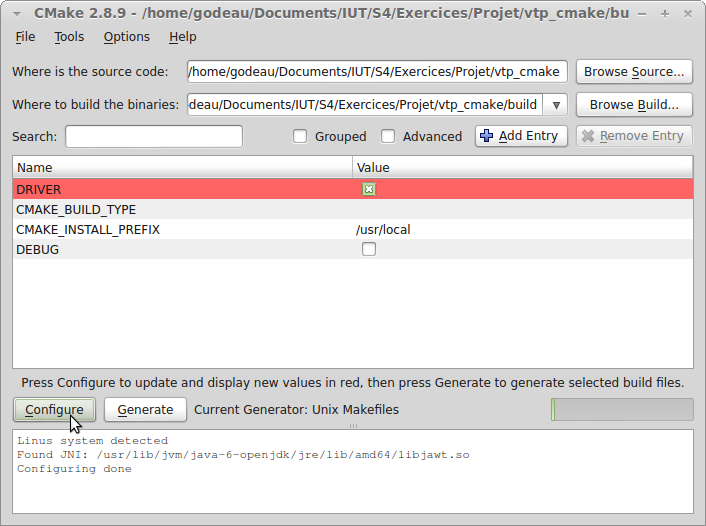 CMake 2.8.9 - /home/godeau/Documents/IUT/S4/Exercices/Projet/vtp_cmake/bu
File Tools Options Help
Where is the source code: /home/godeau/Documents/IUT/S4/Exercices/Projet/vtp_cmake Browse Source...
Where to build the binaries: deau/Documents/IUT/S4/Exercices/Projet/vtp_cmake/build Browse Build...
Search: Grouped Advanced Add Entry Remove Entry
Name Value
DRIVER
CMAKE_BUILD_TYPE
CMAKE_INSTALL_PREFIX /usr/local
DEBUG
Press Configure to update and display new values in red, then press Generate to generate selected build files.
Configure Generate Current Generator: Unix Makefiles
Linus system detected
Found JNI: /usr/lib/jvm/java-6-openjdk/jre/lib/amd64/libjawt.so
Configuring done